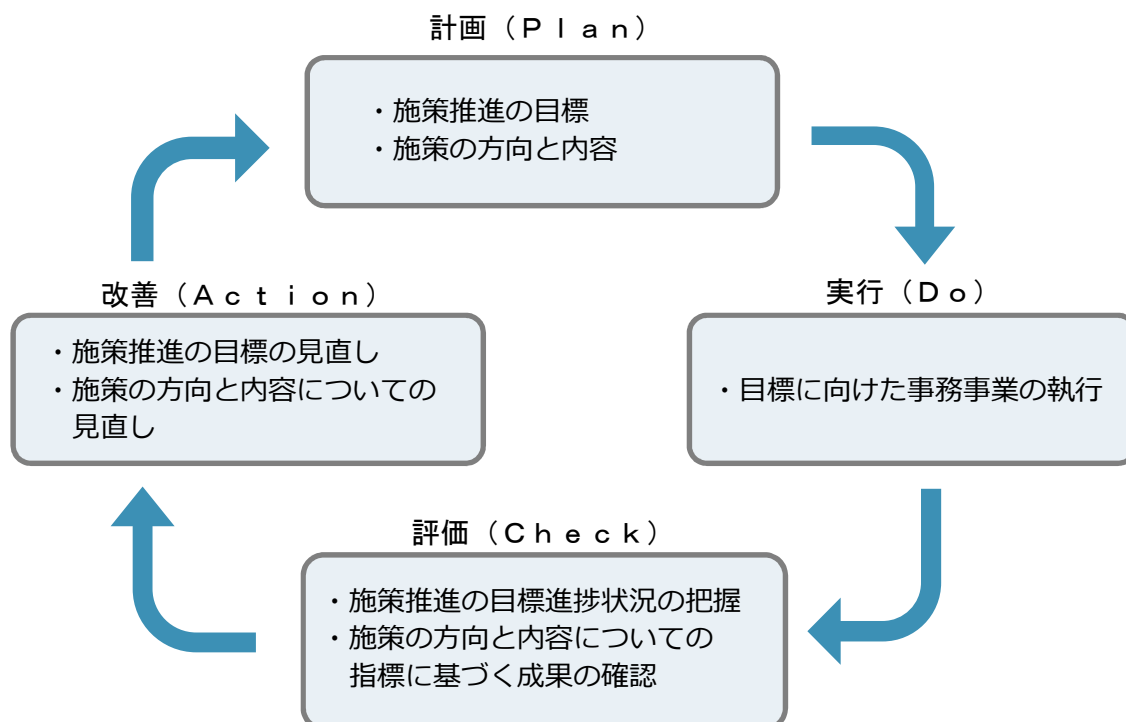 計画（Ｐｌａｎ）
・施策推進の目標
・施策の方向と内容
改善（Ａｃｔｉｏｎ）
・施策推進の目標の見直し
・施策の方向と内容についての
見直し
実行（Ｄｏ）
・目標に向けた事務事業の執行
評価（Ｃｈｅｃｋ）
・施策推進の目標進捗状況の把握
・施策の方向と内容についての
指標に基づく成果の確認